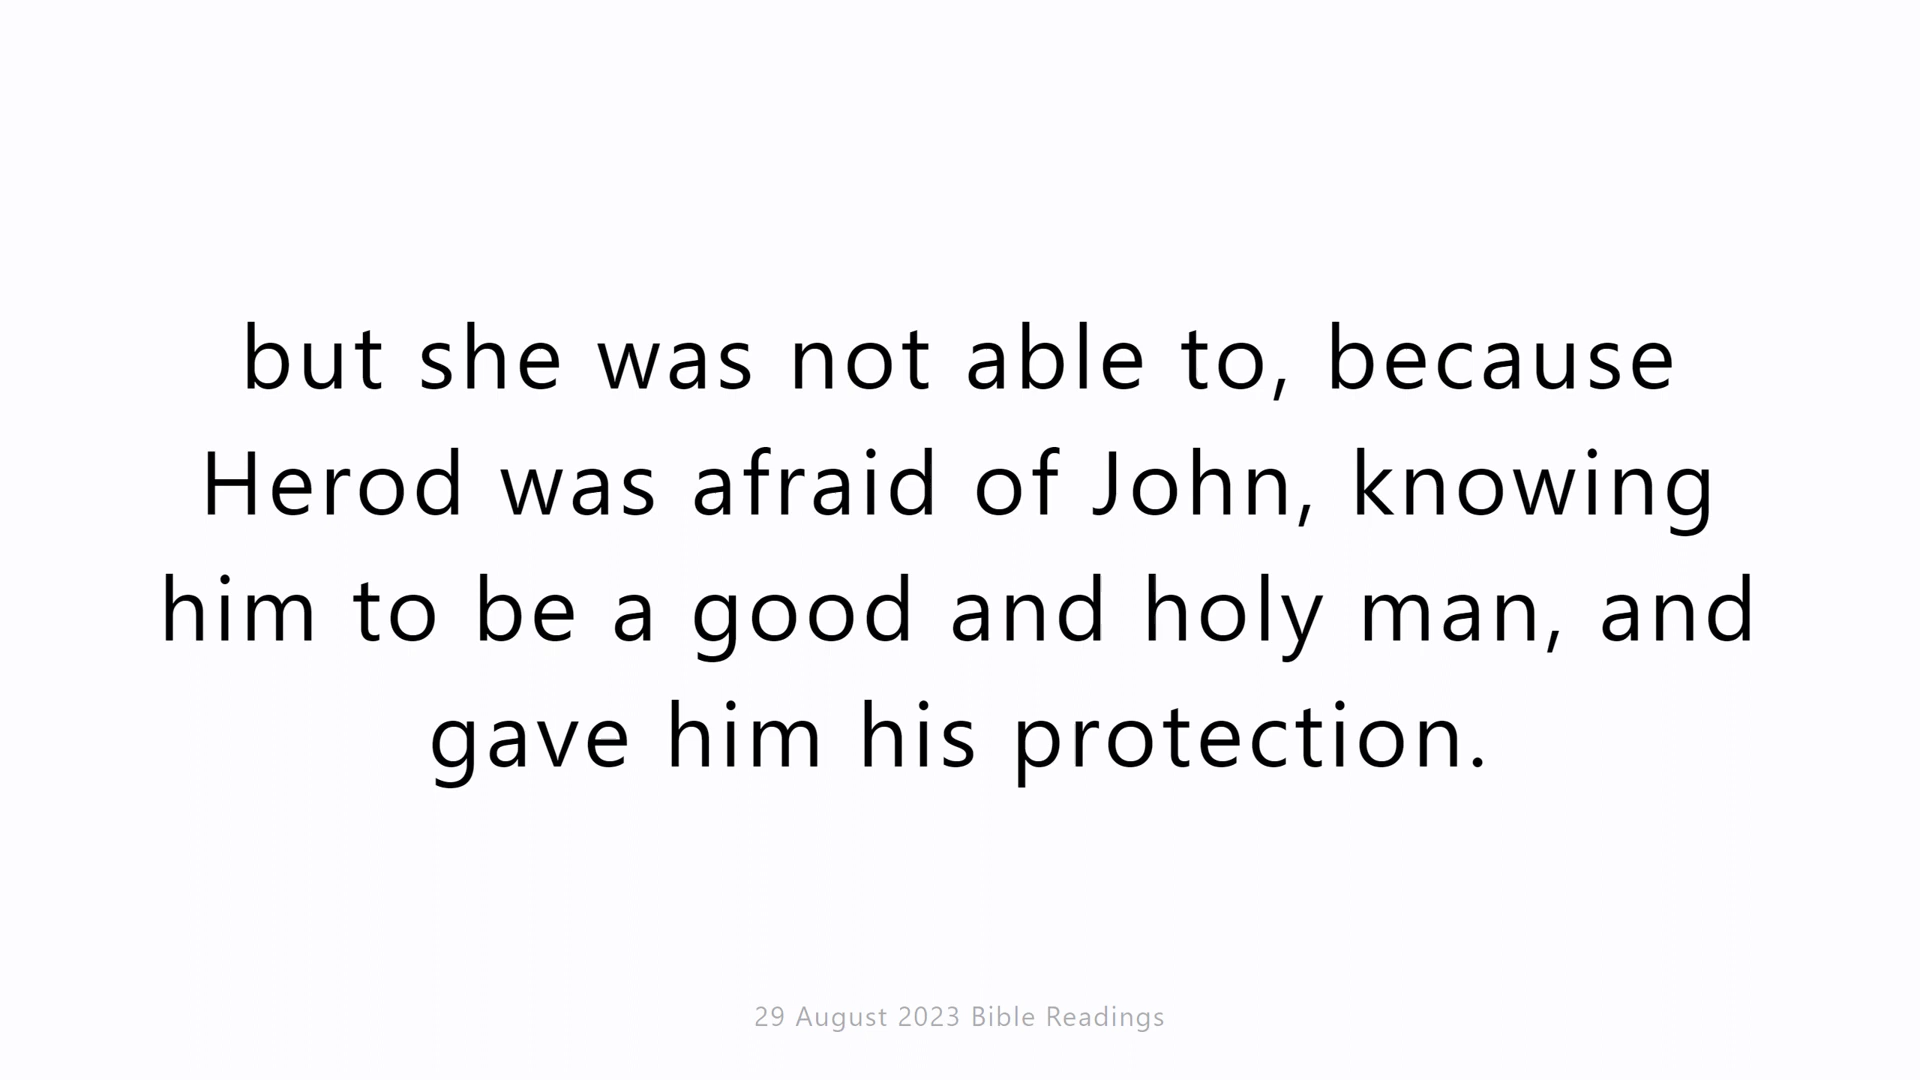 but she was not able to, because
Herod was afraid of John, knowing
him to be a good and holy man, and
gave him his protection.
29 August 2023 Bible Readings